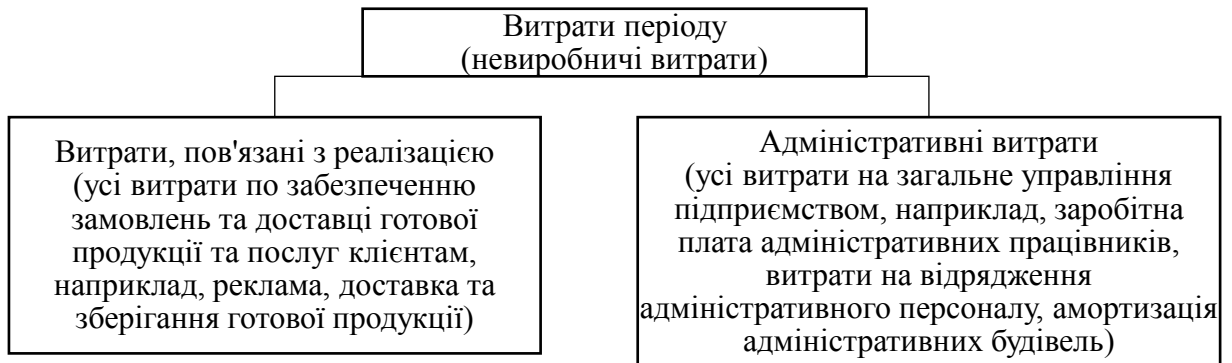 Витрати періоду
(невиробничі витрати)
Витрати, пов'язані з реалізацією
(усі витрати по забезпеченню
замовлень та доставці готової
продукції та послуг клієнтам,
наприклад, реклама, доставка та
зберігання готової продукції)
Адміністративні витрати
(усі витрати на загальне управління
підприємством, наприклад, заробітна
плата адміністративних працівників,
витрати на відрядження
адміністративного персоналу, амортизація
адміністративних будівель)